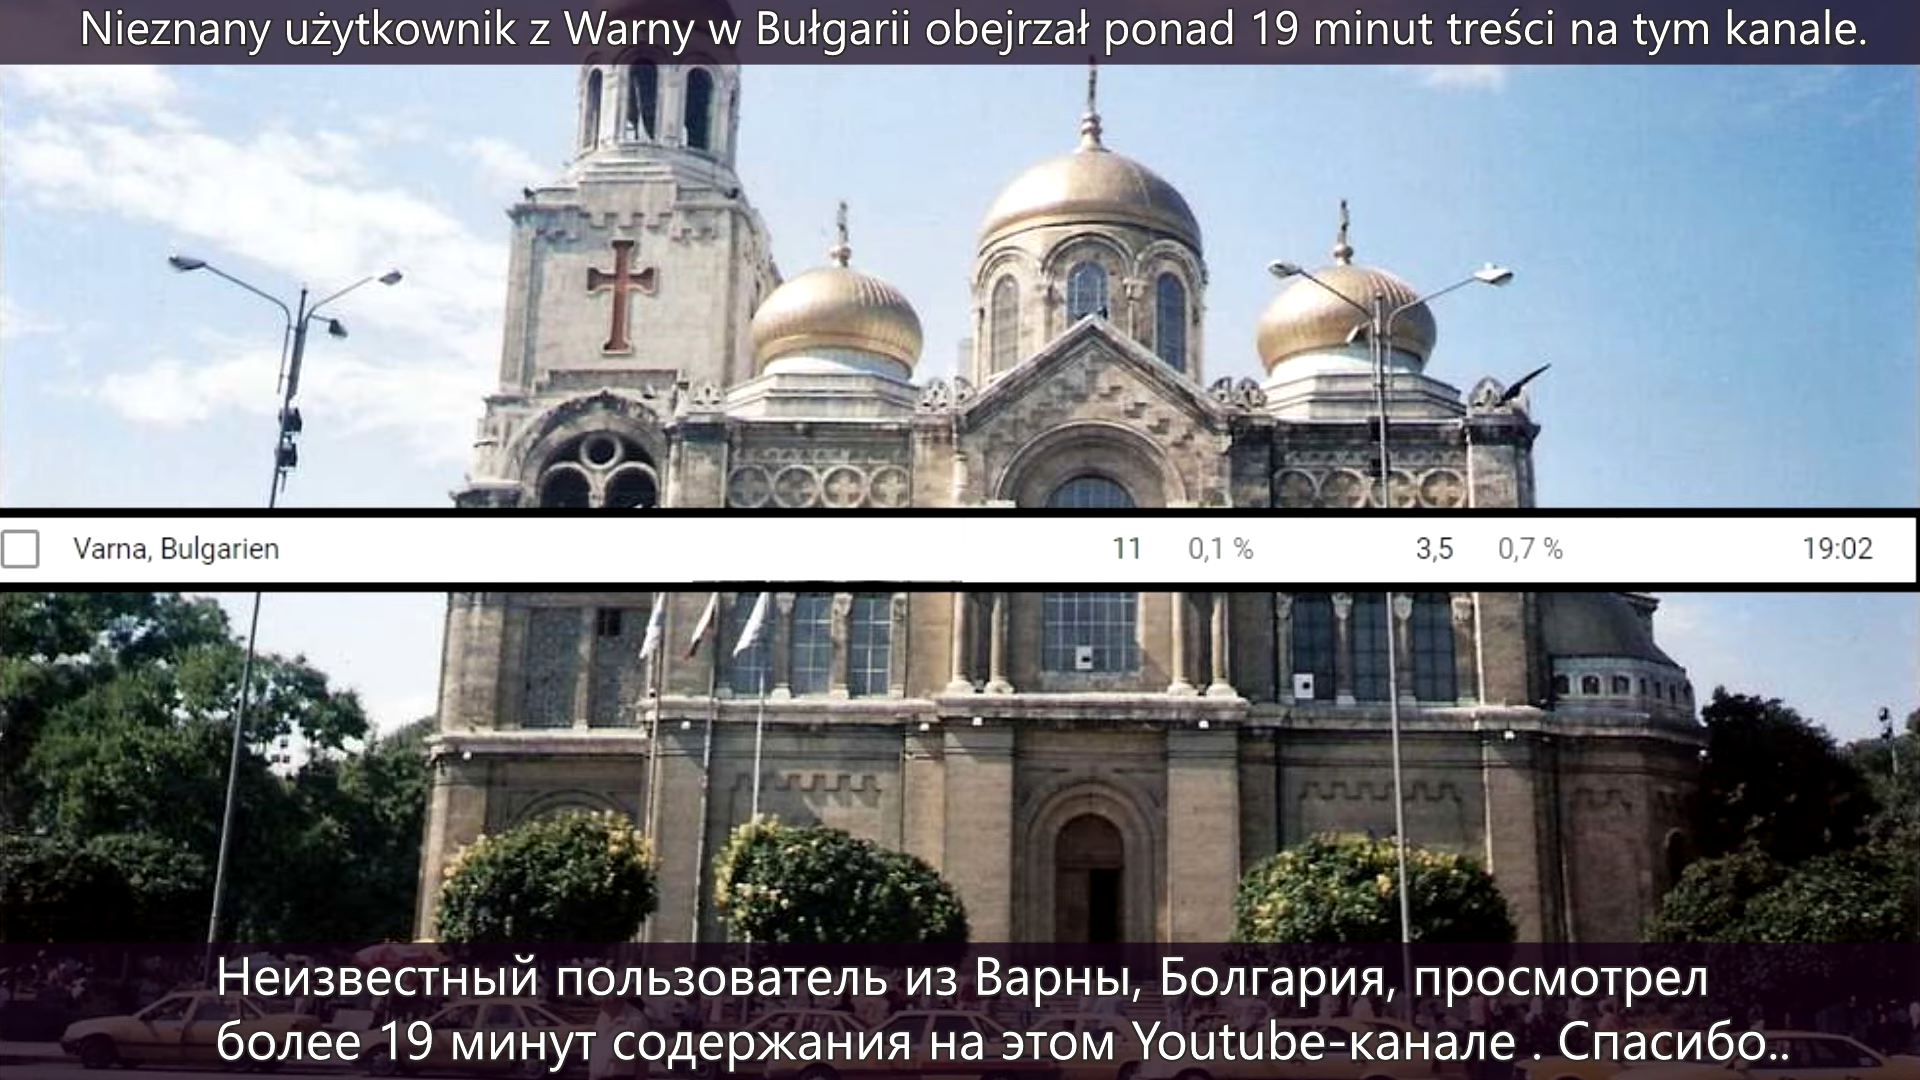 Nieznany użytkownik z Warny w Bułgarii obejrzał ponad 19 minut treści na tym kanale.
Varna, Bulgarien 11 0,1 % 3,5 0,7 % 19:02
Неизвестный пользователь из Варны, Болгария, просмотрел
более 19 минут содержания на этом Youtube-канале . Спасибо..